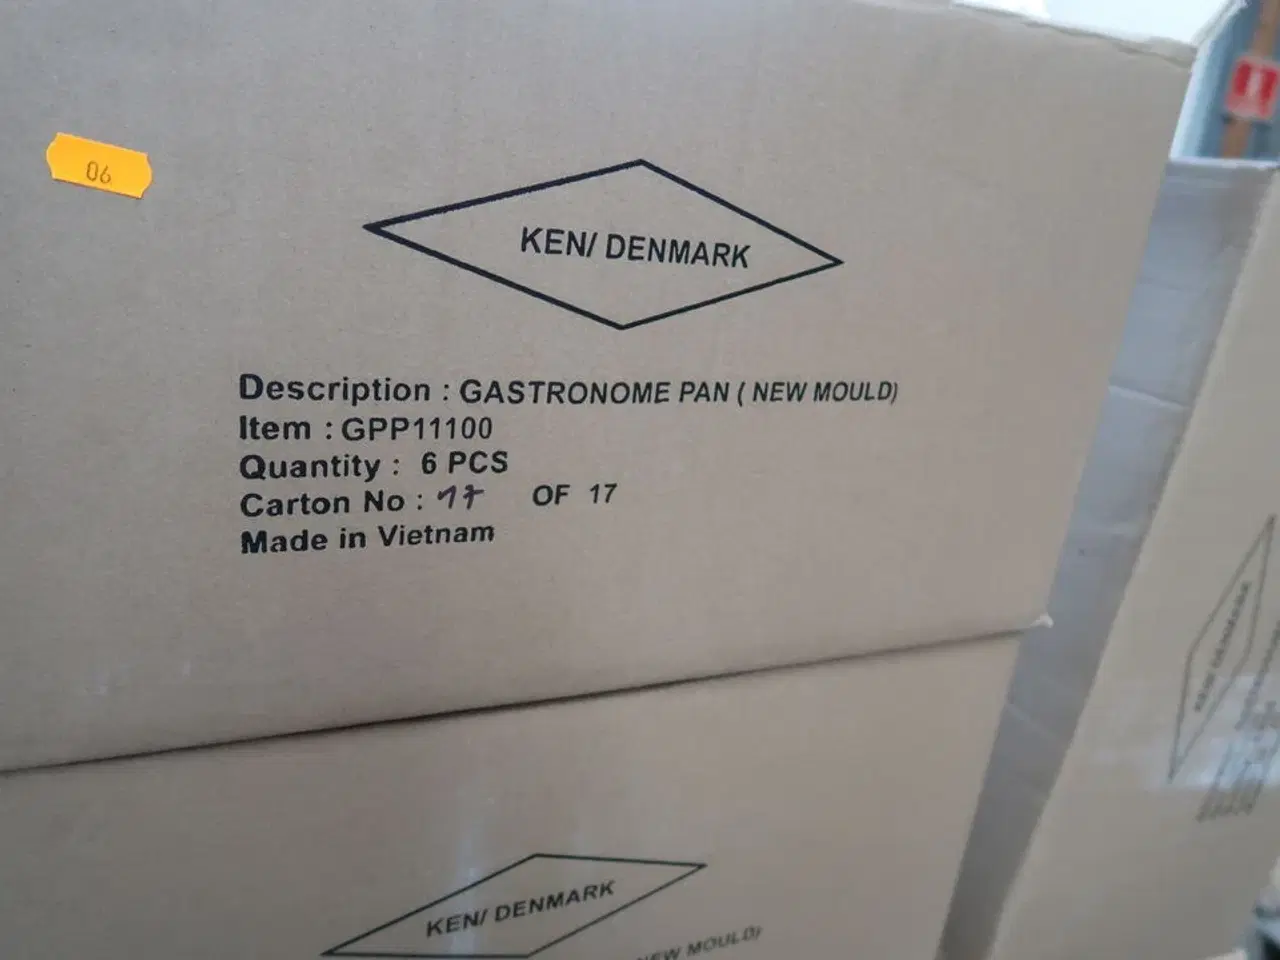 06
KEN/ DENMARK
Description : GASTRONOME PAN ( NEW MOULD)
Item : GPP11100
Quantity : 6 PCS
Carton No : 17 OF 17
Made in Vietnam
KEN/ DENMARK
NEW MOULD)